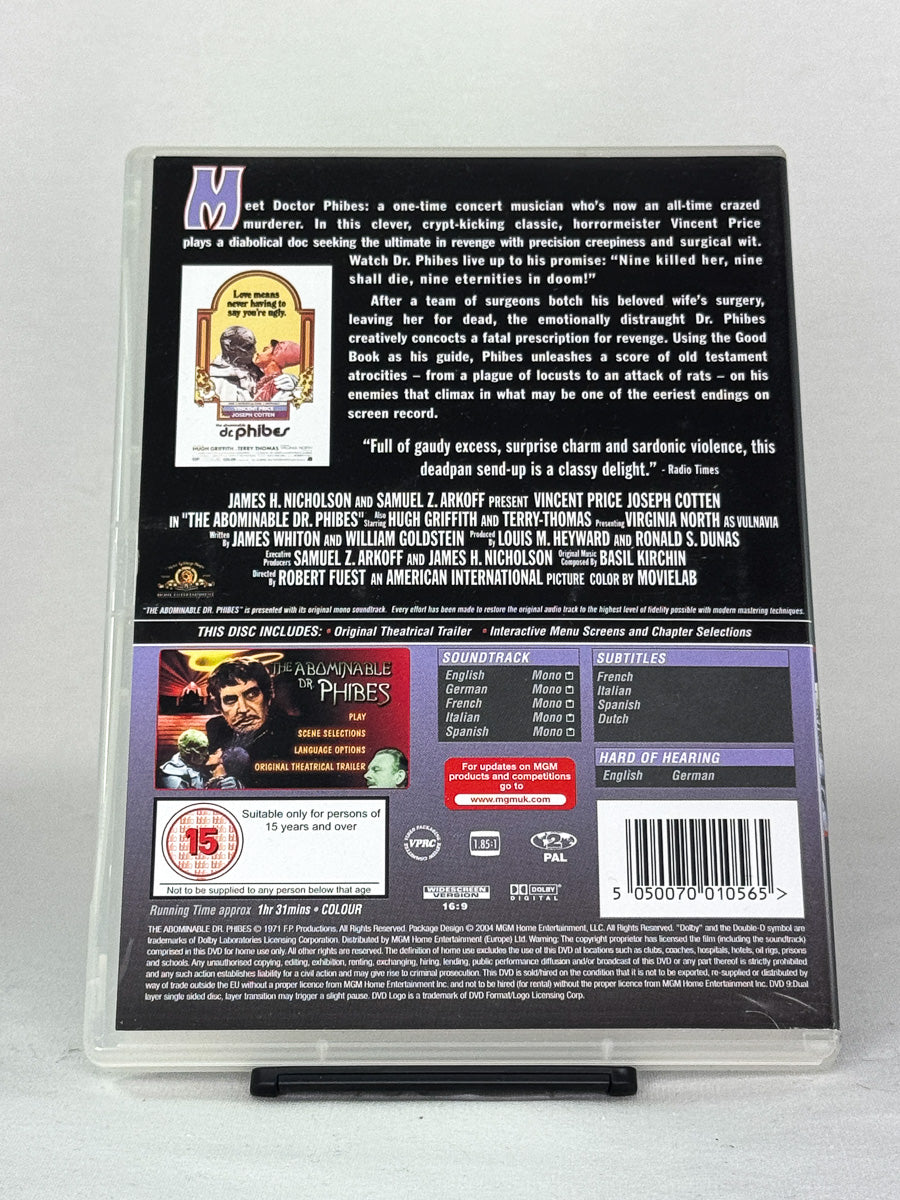 Meet Doctor Phibes: a one-time concert musician who's now an all-time crazed
murderer. In this clever, crypt-kicking classic, horrormeister Vincent Price
plays a diabolical doc seeking the ultimate in revenge with precision creepiness and surgical wit.
Watch Dr. Phibes live up to his promise: "Nine killed her, nine
shall die, nine eternities in doom!"
After a team of surgeons botch his beloved wife's surgery,
leaving her for dead, the emotionally distraught Dr. Phibes
creatively concocts a fatal prescription for revenge. Using the Good
Book as his guide, Phibes unleashes a score of old testament
atrocities – from a plague of locusts to an attack of rats – on his
enemies that climax in what may be one of the eeriest endings on
screen record.
Love means
never having to
say you're ugly.
VINCENT PRICE
JOSEPH COTTEN
dr. phibes
HUGH GRIFFITH TERRY THOMAS VIRGINIA NORTH
"Full of gaudy excess, surprise charm and sardonic violence, this
deadpan send-up is a classy delight." - Radio Times
JAMES H. NICHOLSON AND SAMUEL Z. ARKOFF PRESENT VINCENT PRICE JOSEPH COTTEN
IN "THE ABOMINABLE DR. PHIBES" Also Starring HUGH GRIFFITH AND TERRY-THOMAS Presenting VIRGINIA NORTH AS VULNAVIA
Written By JAMES WHITON AND WILLIAM GOLDSTEIN Produced By LOUIS M. HEYWARD AND RONALD S. DUNAS
Executive Producers SAMUEL Z. ARKOFF AND JAMES H. NICHOLSON Original Music Composed By BASIL KIRCHIN
Directed By ROBERT FUEST AN AMERICAN INTERNATIONAL PICTURE COLOR BY MOVIELAB
"THE ABOMINABLE DR. PHIBES" is presented with its original mono soundtrack. Every effort has been made to restore the original audio track to the highest level of fidelity possible with modern mastering techniques.
THIS DISC INCLUDES: • Original Theatrical Trailer • Interactive Menu Screens and Chapter Selections
THE ABOMINABLE
DR. PHIBES
PLAY
SCENE SELECTIONS
LANGUAGE OPTIONS
ORIGINAL THEATRICAL TRAILER
SOUNDTRACK
English Mono
German Mono
French Mono
Italian Mono
Spanish Mono
SUBTITLES
French
Italian
Spanish
Dutch
HARD OF HEARING
English German
For updates on MGM
products and competitions
go to
www.mgmuk.com
15
Suitable only for persons of
15 years and over
Not to be supplied to any person below that age
VPRC
1.85:1
2
PAL
WIDESCREEN
VERSION
16:9
DOLBY
DIGITAL
5 050070 010565 >
Running Time approx 1hr 31mins • COLOUR
THE ABOMINABLE DR. PHIBES © 1971 F.P. Productions. All Rights Reserved. Package Design © 2004 MGM Home Entertainment, LLC. All Rights Reserved. "Dolby" and the Double-D symbol are
trademarks of Dolby Laboratories Licensing Corporation. Distributed by MGM Home Entertainment (Europe) Ltd. Warning: The copyright proprietor has licensed the film (including the soundtrack)
comprised in this DVD for home use only. All other rights are reserved. The definition of home use excludes the use of this DVD at locations such as clubs, coaches, hospitals, hotels, oil rigs, prisons
and schools. Any unauthorised copying, editing, exhibition, renting, exchanging, hiring, lending, public performance diffusion and/or broadcast of this DVD or any part thereof is strictly prohibited
and any such action establishes liability for a civil action and may give rise to criminal prosecution. This DVD is sold/hired on the condition that it is not to be exported, re-supplied or distributed by
way of trade outside the EU without a proper licence from MGM Home Entertainment Inc. and not to be hired (for rental) without the proper licence from MGM Home Entertainment Inc. DVD 9:Dual
layer single sided disc, layer transition may trigger a slight pause. DVD Logo is a trademark of DVD Format/Logo Licensing Corp.